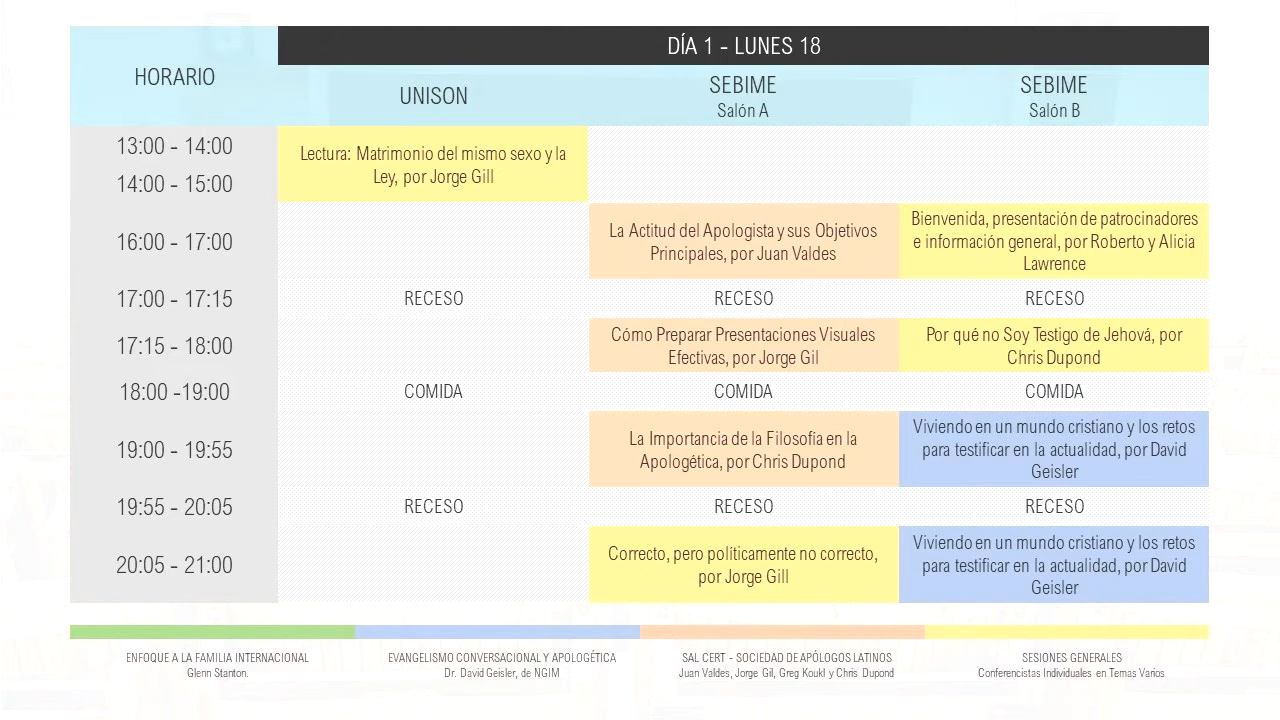 HORARIO
DÍA 1 - LUNES 18
UNISON
SEBIME
Salón A
SEBIME
Salón B
13:00 - 14:00
14:00 - 15:00
Lectura: Matrimonio del mismo sexo y la
Ley, por Jorge Gill
16:00 - 17:00
La Actitud del Apologista y sus Objetivos
Principales, por Juan Valdes
Bienvenida, presentación de patrocinadores
e información general, por Roberto y Alicia
Lawrence
17:00 - 17:15
RECESO
RECESO
RECESO
17:15 - 18:00
Cómo Preparar Presentaciones Visuales
Efectivas, por Jorge Gil
Por qué no Soy Testigo de Jehová, por
Chris Dupond
18:00 -19:00
COMIDA
COMIDA
COMIDA
19:00 - 19:55
La Importancia de la Filosofía en la
Apologética, por Chris Dupond
Viviendo en un mundo cristiano y los retos
para testificar en la actualidad, por David
Geisler
19:55 - 20:05
RECESO
RECESO
RECESO
20:05 - 21:00
Correcto, pero políticamente no correcto,
por Jorge Gill
Viviendo en un mundo cristiano y los retos
para testificar en la actualidad, por David
Geisler
ENFOQUE A LA FAMILIA INTERNACIONAL
Glenn Stanton.
EVANGELISMO CONVERSACIONAL Y APOLOGÉTICA
Dr. David Geisler, de NGIM
SAL CERT - SOCIEDAD DE APÓLOGOS LATINOS
Juan Valdes, Jorge Gil, Greg Koukl y Chris Dupond
SESIONES GENERALES
Conferencistas Individuales en Temas Varios